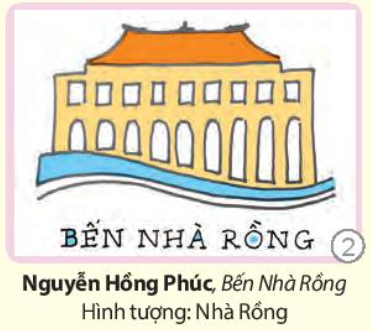 BẾN NHÀ RỒNG
2
Nguyễn Hồng Phúc, Bến Nhà Rồng
Hình tượng: Nhà Rồng